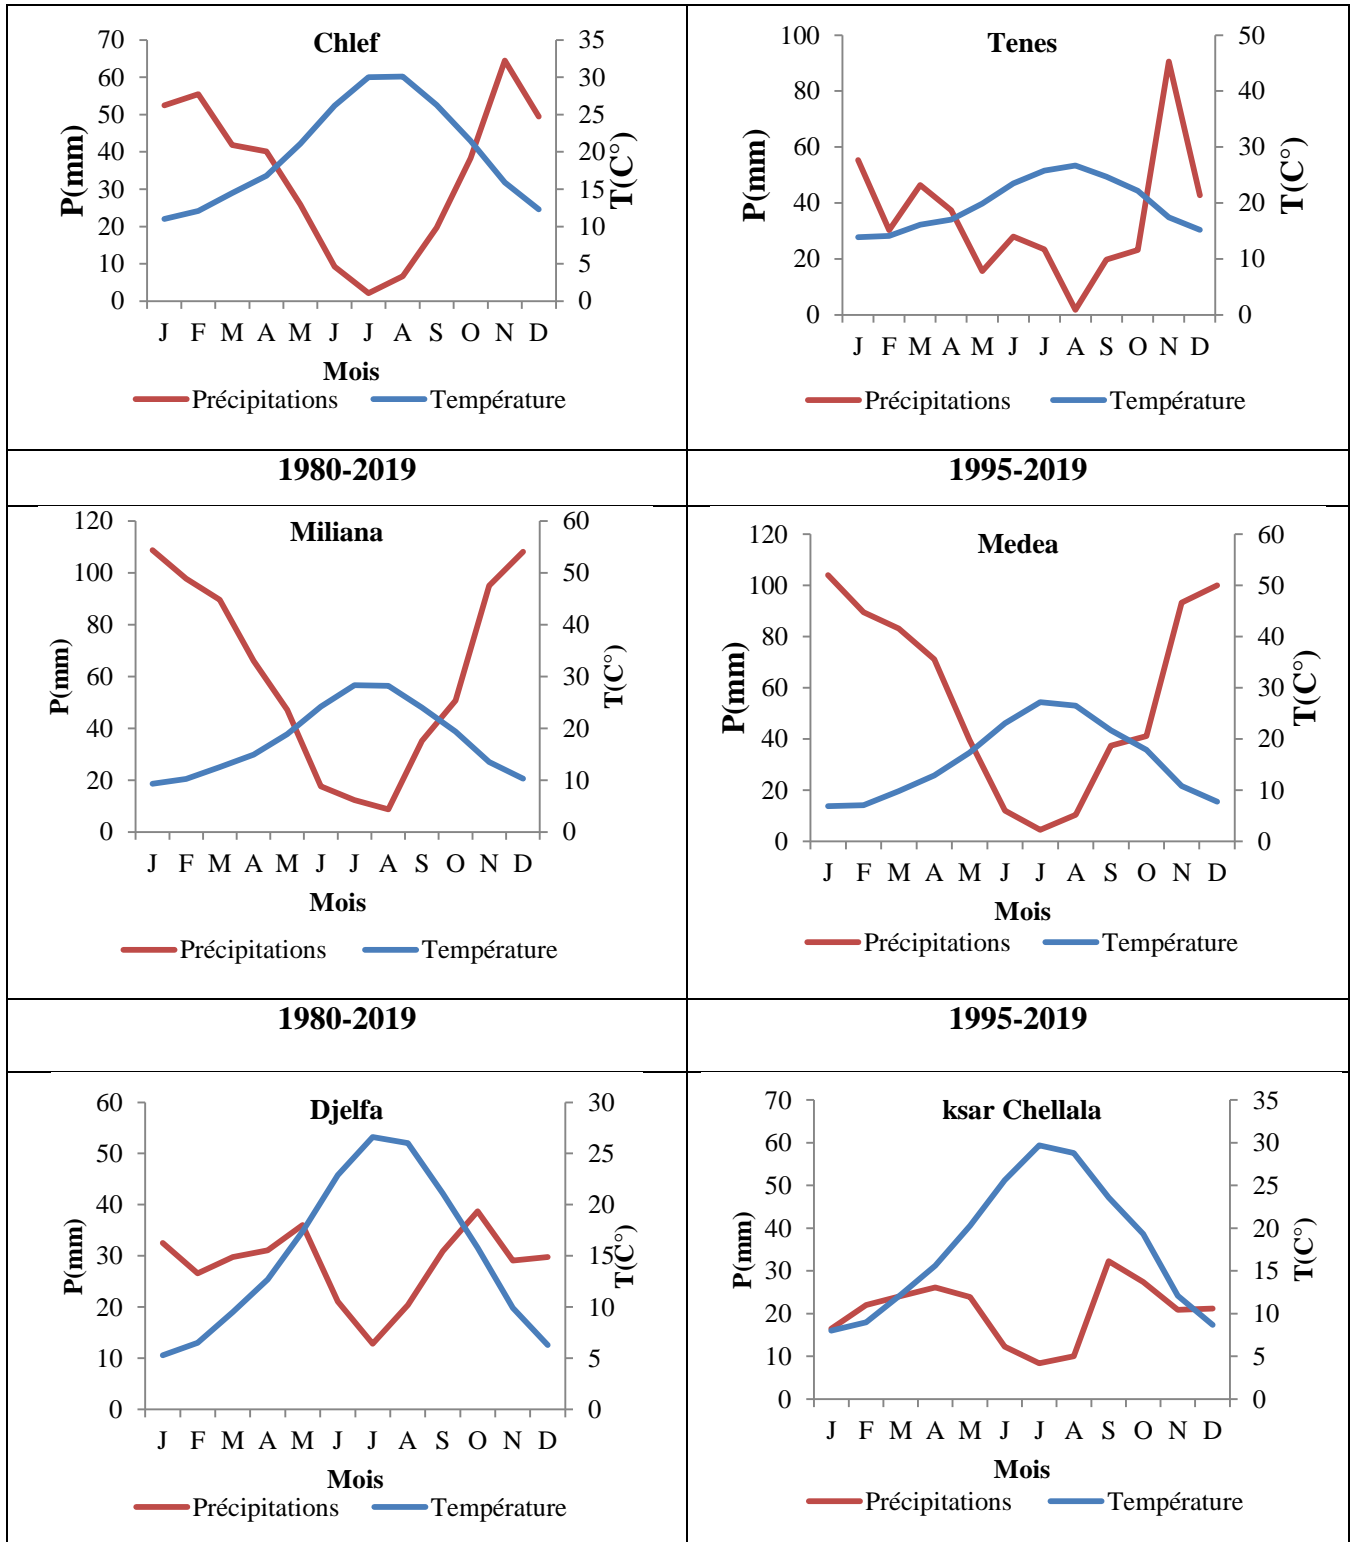 Chlef
70
60
50
40
30
20
10
0
35
30
25
20
15
10
5
0
P(mm)
T(C°)
J F M A M J J A S O N D
Mois
Précipitations Température
Tenes
100
80
60
40
20
0
50
40
30
20
10
0
P(mm)
T(C°)
J F M A M J J A S O N D
Précipitations Température
1980-2019
1995-2019
Miliana
120
100
80
60
40
20
0
60
50
40
30
20
10
0
P(mm)
T(C°)
J F M A M J J A S O N D
Mois
Précipitations Température
Medea
120
100
80
60
40
20
0
60
50
40
30
20
10
0
P(mm)
T(C°)
J F M A M J J A S O N D
Mois
Précipitations Température
1980-2019
1995-2019
Djelfa
60
50
40
30
20
10
0
30
25
20
15
10
5
0
P(mm)
T(C°)
J F M A M J J A S O N D
Mois
Précipitations Température
ksar Chellala
70
60
50
40
30
20
10
0
35
30
25
20
15
10
5
0
P(mm)
T(C°)
J F M A M J J A S O N D
Mois
Précipitations Température